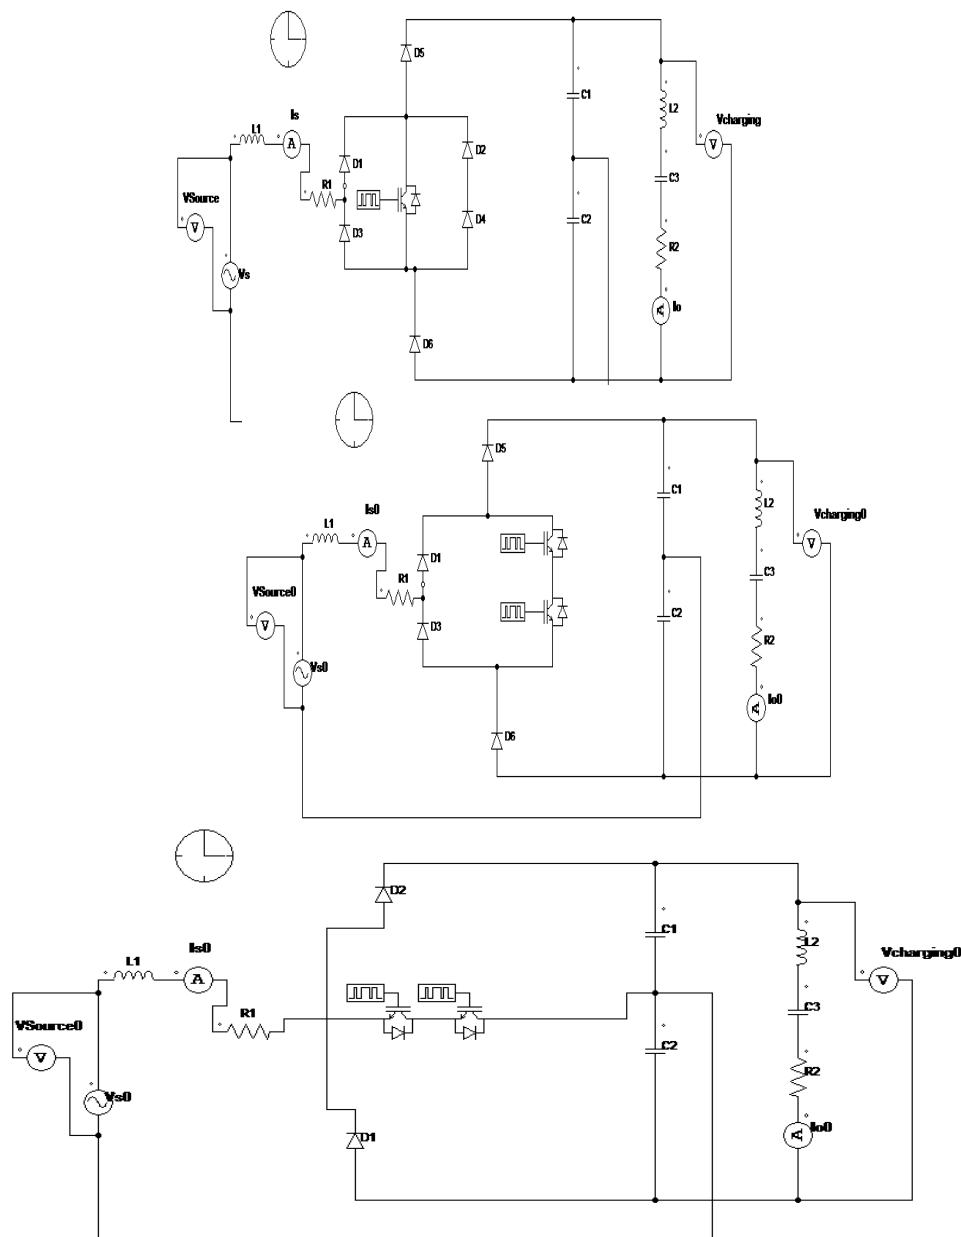 D5
C1
L2
Is
L1
A
D1
D2
Vcharging
V
C3
R1
VSource
V
D3
D4
C2
R2
Vs
A
Io
D6
D5
C1
L2
Is0
L1
A
D1
Vcharging0
V
C3
R1
VSource0
V
D3
C2
R2
Vs0
A
Io0
D6
D2
C1
L2
Is0
L1
A
Vcharging0
V
R1
C3
VSource0
V
C2
R2
Vs0
D1
A
Io0